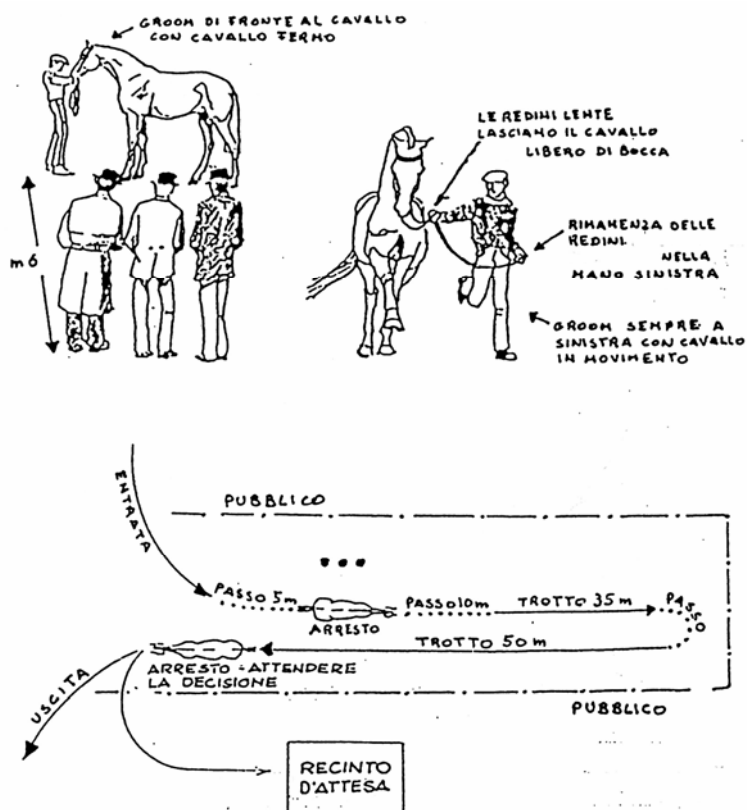 GROOM DI FRONTE AL CAVALLO
CON CAVALLO FERMO
m6
LE REDINI LENTE
LASCIANO IL CAVALLO
LIBERO DI BOCCA
RIMANENZA DELLE
REDINI
NELLA
MANO SINISTRA
GROOM SEMPRE A
SINISTRA CON CAVALLO
IN MOVIMENTO
ENTRATA
PUBBLICO
PASSO 5m
ARRESTO
PASSO 10m
TROTTO 35m
PASSO
TROTTO 50m
ARRESTO - ATTENDERE
LA DECISIONE
USCITA
PUBBLICO
RECINTO
D'ATTESA